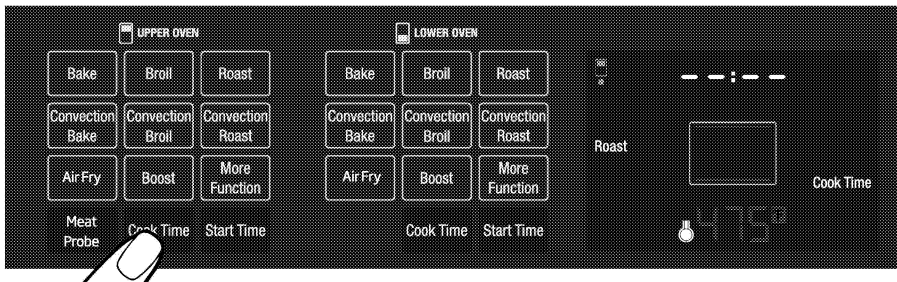 UPPER OVEN
LOWER OVEN
Bake Broil Roast
Bake Broil Roast
Convection Bake
Convection Broil
Convection Roast
Convection Bake
Convection Broil
Convection Roast
Air Fry Boost More Function
Air Fry Boost More Function
Meat Probe
Cook Time Start Time
Cook Time Start Time
--:--
Roast
Cook Time
475°